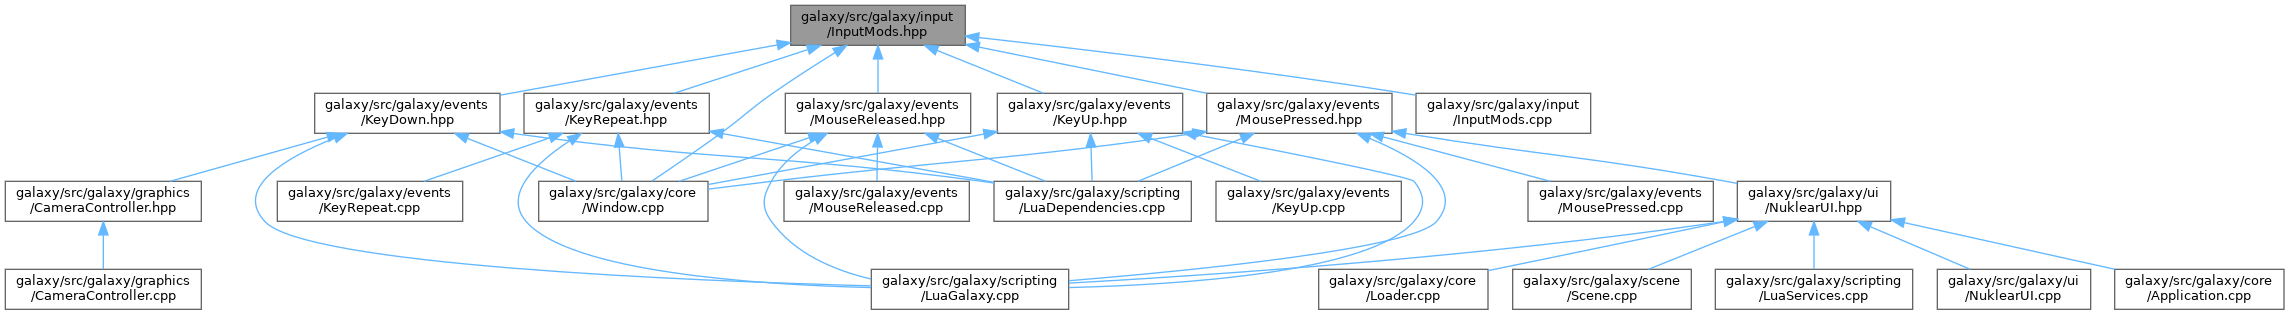 galaxy/src/galaxy/input
/InputMods.hpp
galaxy/src/galaxy/events
/KeyDown.hpp
galaxy/src/galaxy/events
/KeyRepeat.hpp
galaxy/src/galaxy/events
/MouseReleased.hpp
galaxy/src/galaxy/events
/KeyUp.hpp
galaxy/src/galaxy/events
/MousePressed.hpp
galaxy/src/galaxy/input
/InputMods.cpp
galaxy/src/galaxy/graphics
/CameraController.hpp
galaxy/src/galaxy/events
/KeyRepeat.cpp
galaxy/src/galaxy/core
/Window.cpp
galaxy/src/galaxy/events
/MouseReleased.cpp
galaxy/src/galaxy/scripting
/LuaDependencies.cpp
galaxy/src/galaxy/events
/KeyUp.cpp
galaxy/src/galaxy/events
/MousePressed.cpp
galaxy/src/galaxy/ui
/NuklearUI.hpp
galaxy/src/galaxy/graphics
/CameraController.cpp
galaxy/src/galaxy/scripting
/LuaGalaxy.cpp
galaxy/src/galaxy/core
/Loader.cpp
galaxy/src/galaxy/scene
/Scene.cpp
galaxy/src/galaxy/scripting
/LuaServices.cpp
galaxy/src/galaxy/ui
/NuklearUI.cpp
galaxy/src/galaxy/core
/Application.cpp